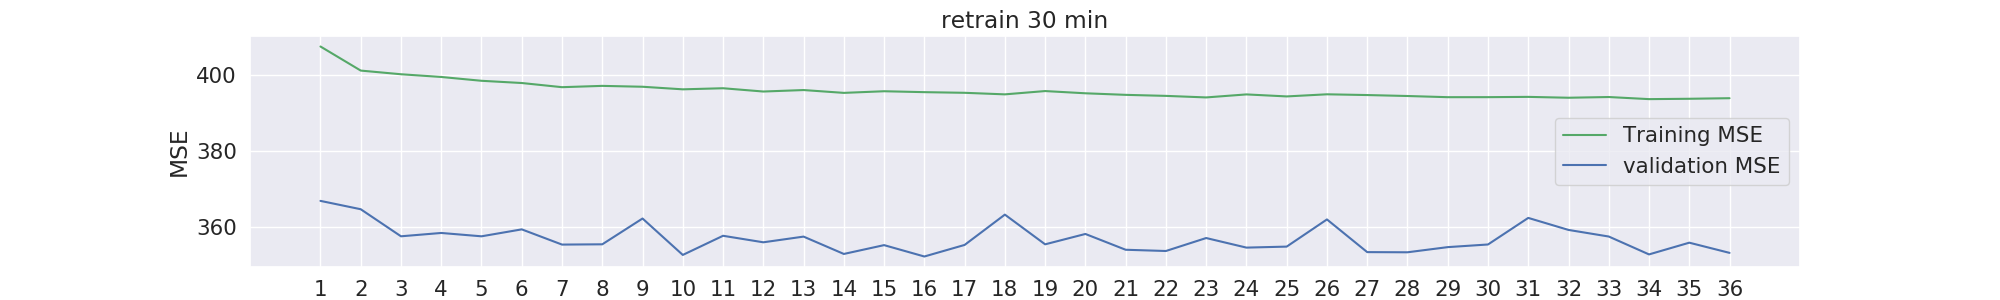 retrain 30 min
MSE
400
380
360
Training MSE
validation MSE
1 2 3 4 5 6 7 8 9 10 11 12 13 14 15 16 17 18 19 20 21 22 23 24 25 26 27 28 29 30 31 32 33 34 35 36